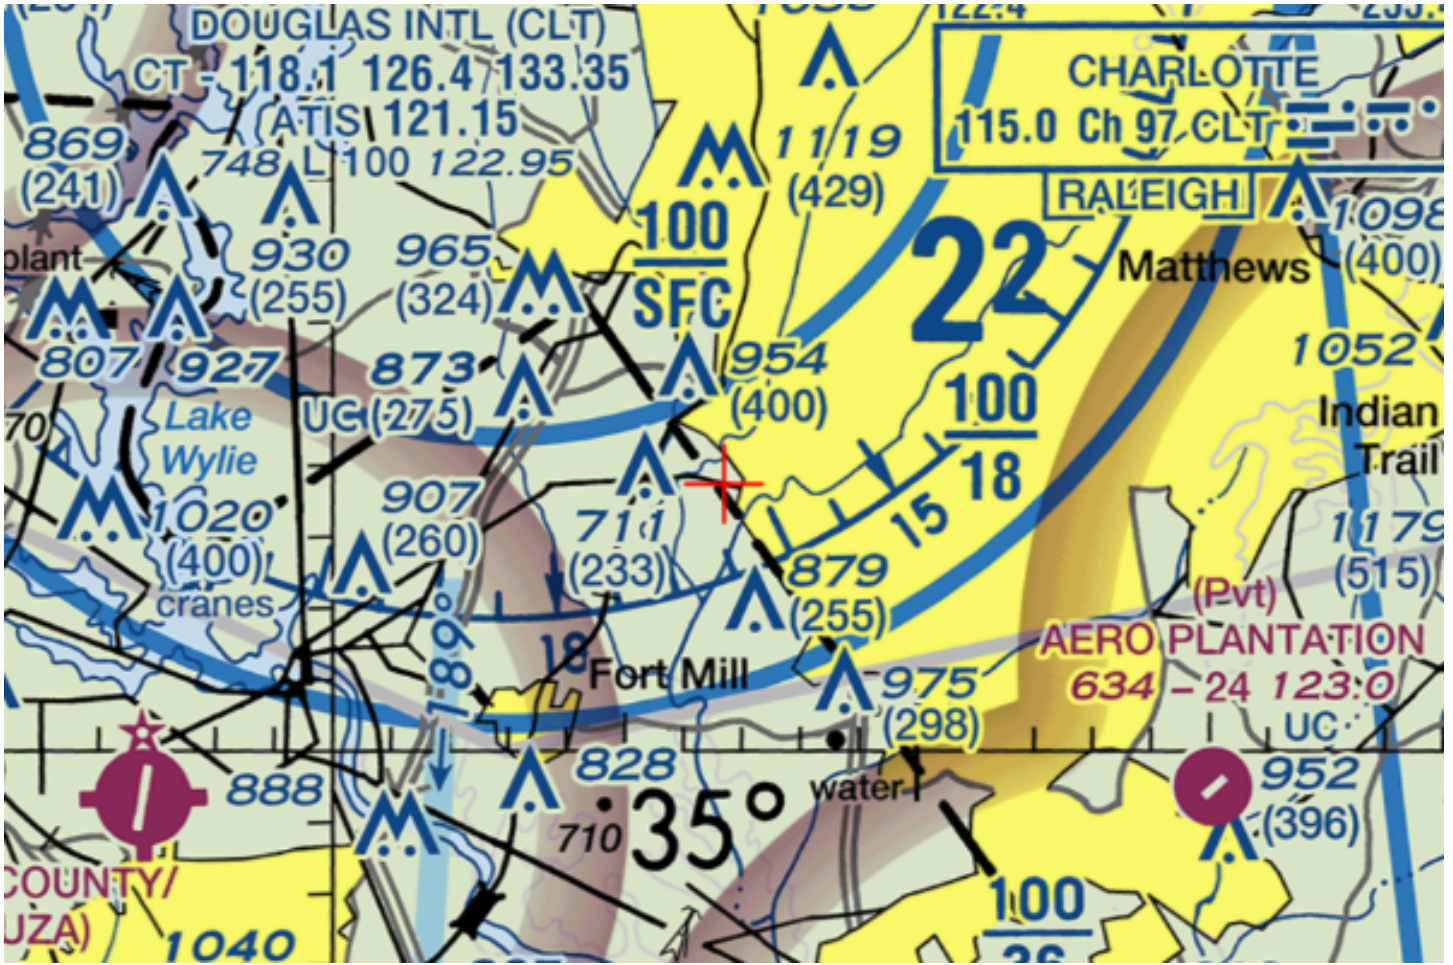 DOUGLAS INTL (CLT)
CT - 118.1 126.4 133.35
ATIS 121.15
748 L 100 122.95
122.4
CHARLOTTE
115.0 Ch 97 CLT
RALEIGH
869
(241)
plant
930
(255)
965
(324)
100
SFC
1119
(429)
22
Matthews
1098
(400)
807
927
873
UC (275)
954
(400)
100
18
1052
Indian
Trail
70)
Lake
Wylie
1020
(400)
cranes
907
(260)
711
(233)
15
879
(255)
1179
(515)
189°
18
Fort Mill
975
(298)
(Pvt)
AERO PLANTATION
634 - 24 123.0
UC
952
(396)
888
828
710
35°
water
COUNTY/
UZA)
1040
100